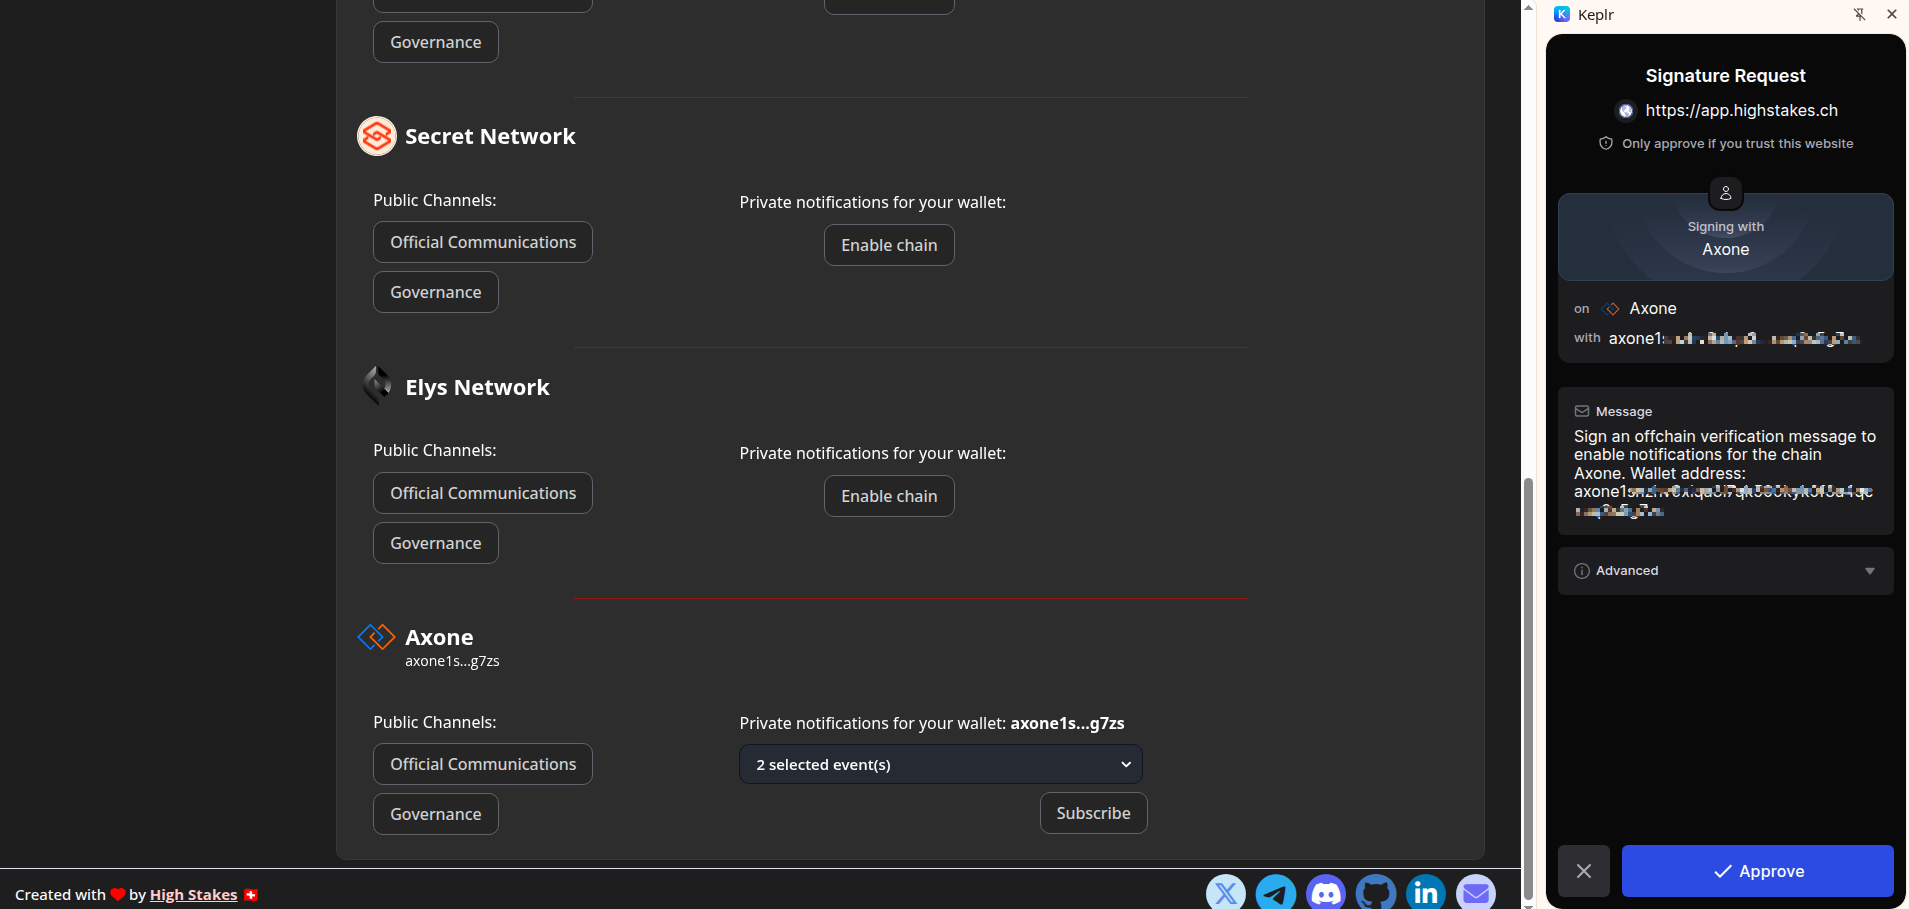 Governance
Secret Network
Public Channels:
Private notifications for your wallet:
Official Communications
Enable chain
Governance
Elys Network
Public Channels:
Private notifications for your wallet:
Official Communications
Enable chain
Governance
Axone
axone1s...g7zs
Public Channels:
Private notifications for your wallet: axone1s...g7zs
Official Communications
2 selected event(s)
Governance
Subscribe
Created with by High Stakes
Keplr
Signature Request
https://app.highstakes.ch
Only approve if you trust this website
Signing with
Axone
on Axone
with
Message
Sign an offchain verification message to
enable notifications for the chain
Axone. Wallet address:
Advanced
Approve